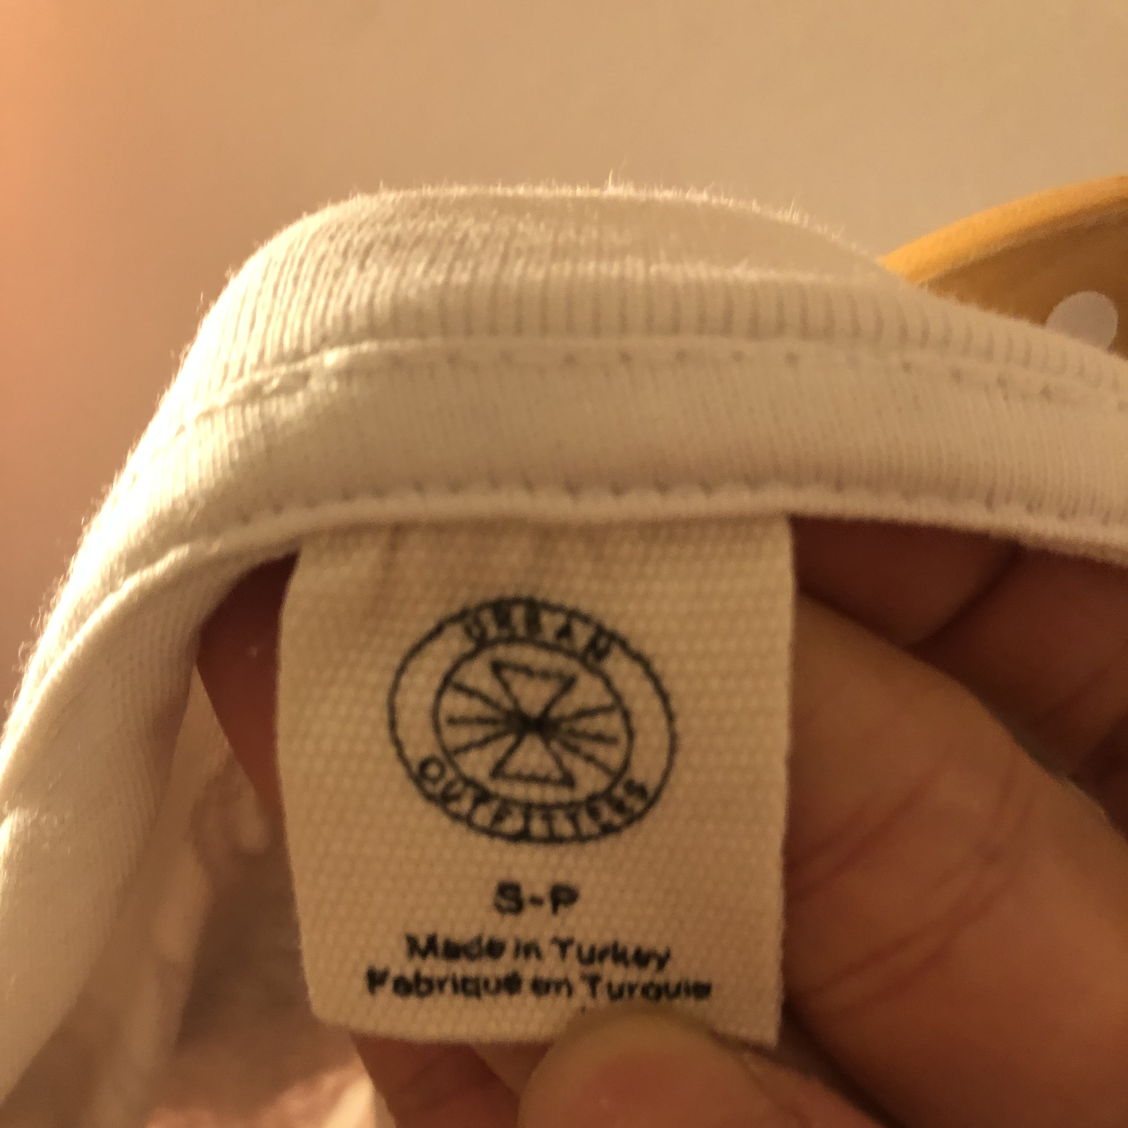 URBAN
OUTFITTERS
S-P
Made in Turkey
Fabriqué en Turquie